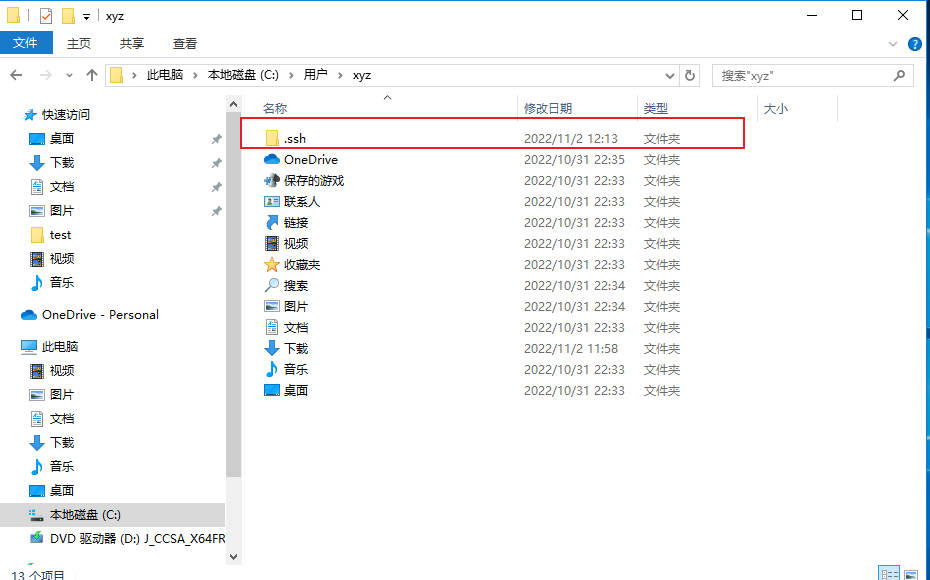 xyz
文件 主页 共享 查看
此电脑 本地磁盘 (C:) 用户 xyz 搜索"xyz"
快速访问
桌面
下载
文档
图片
test
视频
音乐
OneDrive - Personal
此电脑
视频
图片
文档
下载
音乐
桌面
本地磁盘 (C:)
DVD 驱动器 (D:) J_CCSA_X64FR
名称 修改日期 类型 大小
.ssh 2022/11/2 12:13 文件夹
OneDrive 2022/10/31 22:35 文件夹
保存的游戏 2022/10/31 22:33 文件夹
联系人 2022/10/31 22:33 文件夹
链接 2022/10/31 22:33 文件夹
视频 2022/10/31 22:33 文件夹
收藏夹 2022/10/31 22:33 文件夹
搜索 2022/10/31 22:34 文件夹
图片 2022/10/31 22:34 文件夹
文档 2022/10/31 22:33 文件夹
下载 2022/11/2 11:58 文件夹
音乐 2022/10/31 22:33 文件夹
桌面 2022/10/31 22:33 文件夹
13 个项目